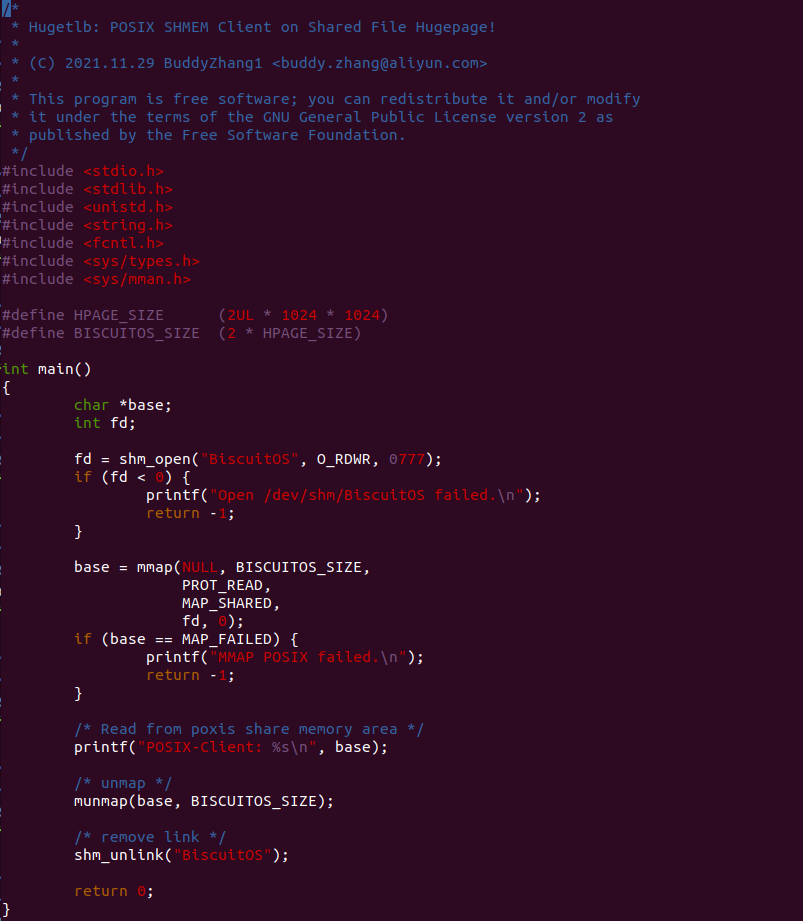 /*
 * Hugetlb: POSIX SHMEM Client on Shared File Hugepage!
 *
 * (C) 2021.11.29 BuddyZhang1 <buddy.zhang@aliyun.com>
 *
 * This program is free software; you can redistribute it and/or modify
 * it under the terms of the GNU General Public License version 2 as
 * published by the Free Software Foundation.
 */
#include <stdio.h>
#include <stdlib.h>
#include <unistd.h>
#include <string.h>
#include <fcntl.h>
#include <sys/types.h>
#include <sys/mman.h>

#define HPAGE_SIZE      (2UL * 1024 * 1024)
#define BISCUITOS_SIZE  (2 * HPAGE_SIZE)

int main()
{
        char *base;
        int fd;

        fd = shm_open("BiscuitOS", O_RDWR, 0777);
        if (fd < 0) {
                printf("Open /dev/shm/BiscuitOS failed.\n");
                return -1;
        }

        base = mmap(NULL, BISCUITOS_SIZE,
                    PROT_READ,
                    MAP_SHARED,
                    fd, 0);
        if (base == MAP_FAILED) {
                printf("MMAP POSIX failed.\n");
                return -1;
        }

        /* Read from poxis share memory area */
        printf("POSIX-Client: %s\n", base);

        /* unmap */
        munmap(base, BISCUITOS_SIZE);

        /* remove link */
        shm_unlink("BiscuitOS");

        return 0;
}